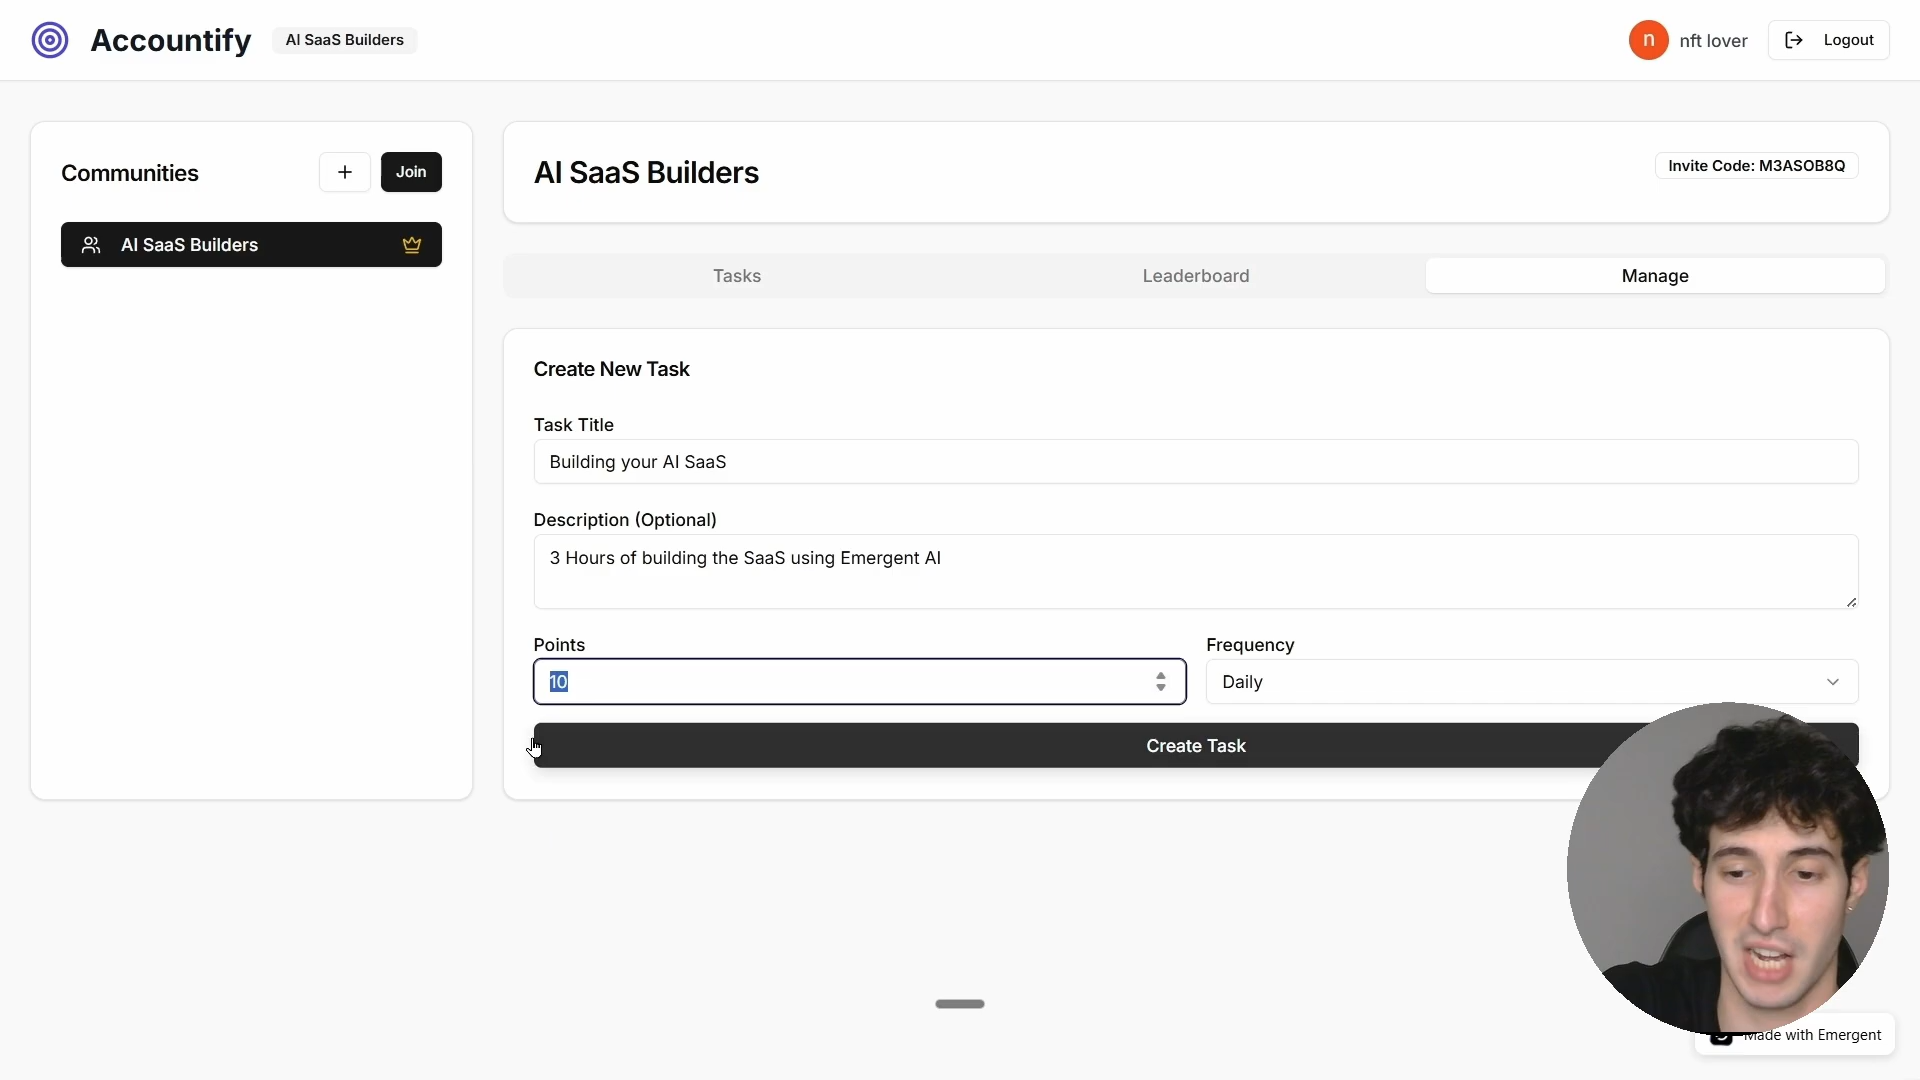 Accountify
AI SaaS Builders
n
nft lover
Logout
Communities
+
Join
AI SaaS Builders
AI SaaS Builders
Invite Code: M3ASOB8Q
Tasks
Leaderboard
Manage
Create New Task
Task Title
Building your AI SaaS
Description (Optional)
3 Hours of building the SaaS using Emergent AI
Points
Frequency
10
Daily
Create Task
Made with Emergent